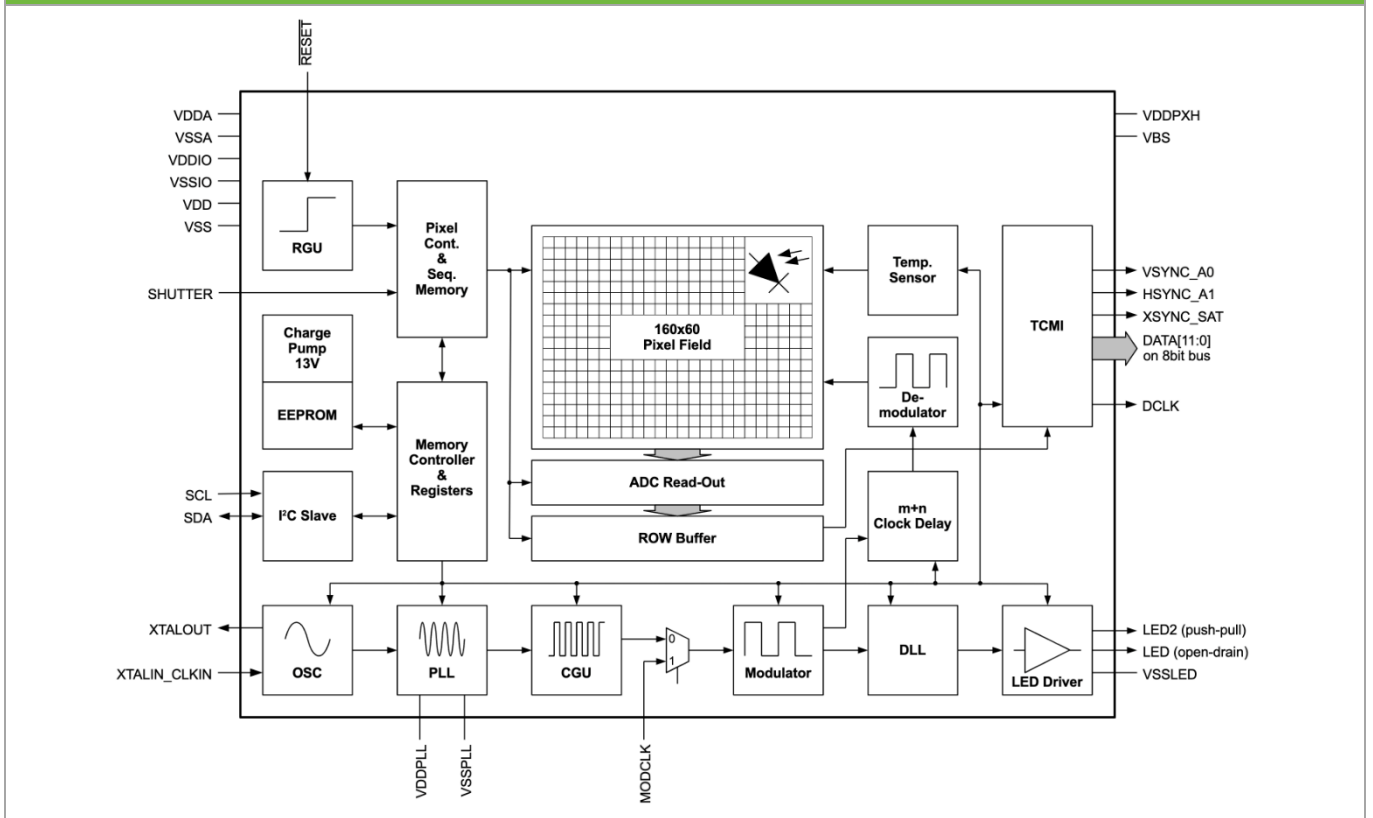 RESET
VDDA
VSSA
VDDIO
VSSIO
VDD
VSS
VDDPXH
VBS
RGU
Pixel
Cont.
&
Seq.
Memory
SHUTTER
160x60
Pixel Field
Temp.
Sensor
TCMI
VSYNC_A0
HSYNC_A1
XSYNC_SAT
DATA[11:0]
on 8bit bus
DCLK
Charge
Pump
13V
EEPROM
De-
modulator
Memory
Controller
&
Registers
ADC Read-Out
ROW Buffer
m+n
Clock Delay
SCL
SDA
I²C Slave
XTALOUT
XTALIN_CLKIN
OSC
PLL
CGU
0
1
Modulator
DLL
LED Driver
LED2 (push-pull)
LED (open-drain)
VSSLED
VDDPLL
VSSPLL
MODCLK